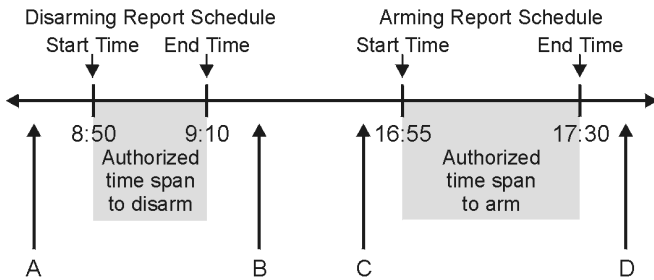 Disarming Report Schedule
Arming Report Schedule
Start Time
End Time
Start Time
End Time
8:50
9:10
16:55
17:30
Authorized
time span
to disarm
Authorized
time span
to arm
A
B
C
D